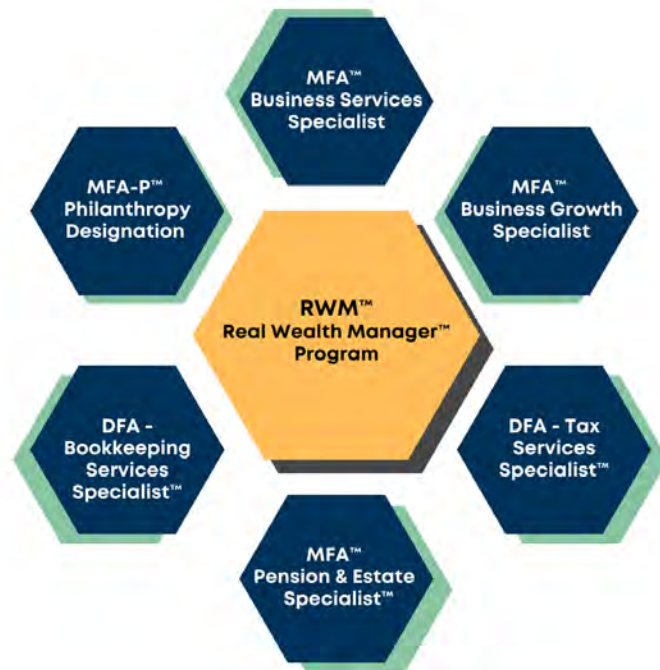 MFA™
Business Services
Specialist
MFA-P™
Philanthropy
Designation
MFA™
Business Growth
Specialist
RWM™
Real Wealth Manager™
Program
DFA -
Bookkeeping
Services
Specialist™
DFA - Tax
Services
Specialist™
MFA™
Pension & Estate
Specialist™